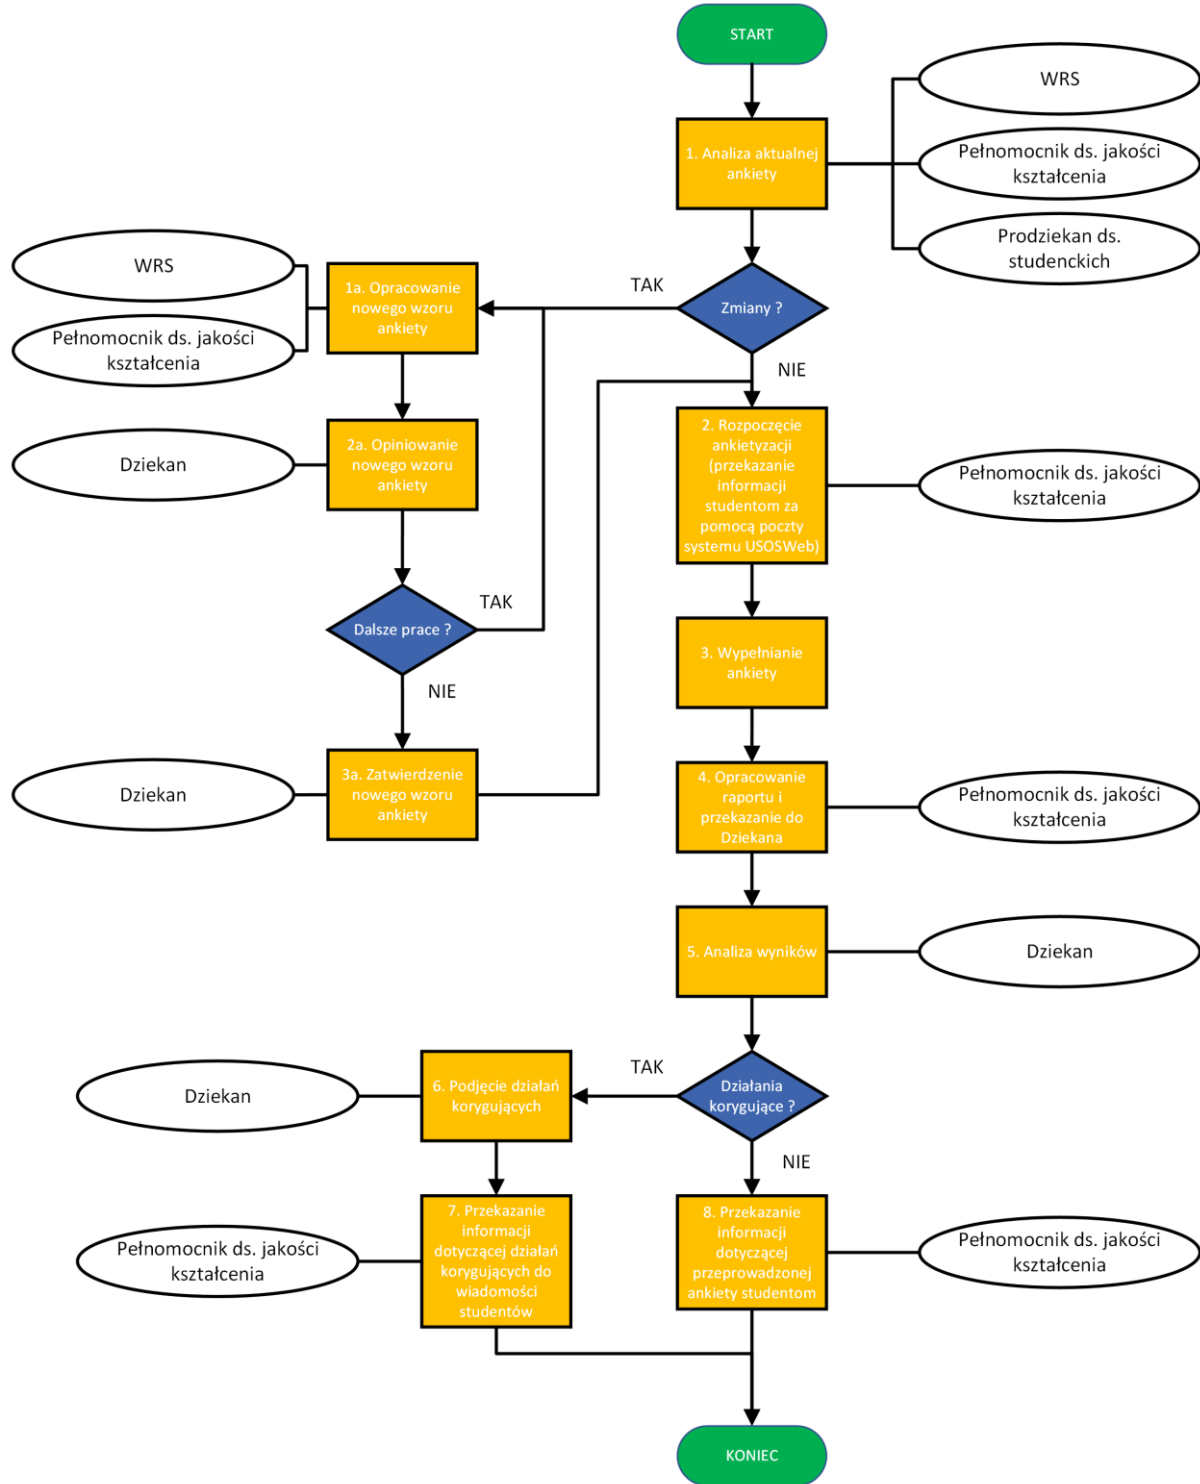 START
WRS
1. Analiza aktualnej
ankiety
Pełnomocnik ds. jakości
kształcenia
Prodziekan ds.
studenckich
WRS
1a. Opracowanie
nowego wzoru
ankiety
TAK
Zmiany ?
Pełnomocnik ds. jakości
kształcenia
NIE
Dziekan
2a. Opiniowanie
nowego wzoru
ankiety
2. Rozpoczęcie
ankietyzacji
(przekazanie
informacji
studentom za
pomocą poczty
systemu USOSWeb)
Pełnomocnik ds. jakości
kształcenia
Dalsze prace ?
TAK
NIE
3. Wypełnianie
ankiety
Dziekan
3a. Zatwierdzenie
nowego wzoru
ankiety
4. Opracowanie
raportu i
przekazanie do
Dziekana
Pełnomocnik ds. jakości
kształcenia
5. Analiza wyników
Dziekan
Dziekan
6. Podjęcie działań
korygujących
TAK
Działania
korygujące ?
NIE
Pełnomocnik ds. jakości
kształcenia
7. Przekazanie
informacji
dotyczącej działań
korygujących do
wiadomości
studentów
8. Przekazanie
informacji
dotyczącej
przeprowadzonej
ankiety studentom
Pełnomocnik ds. jakości
kształcenia
KONIEC